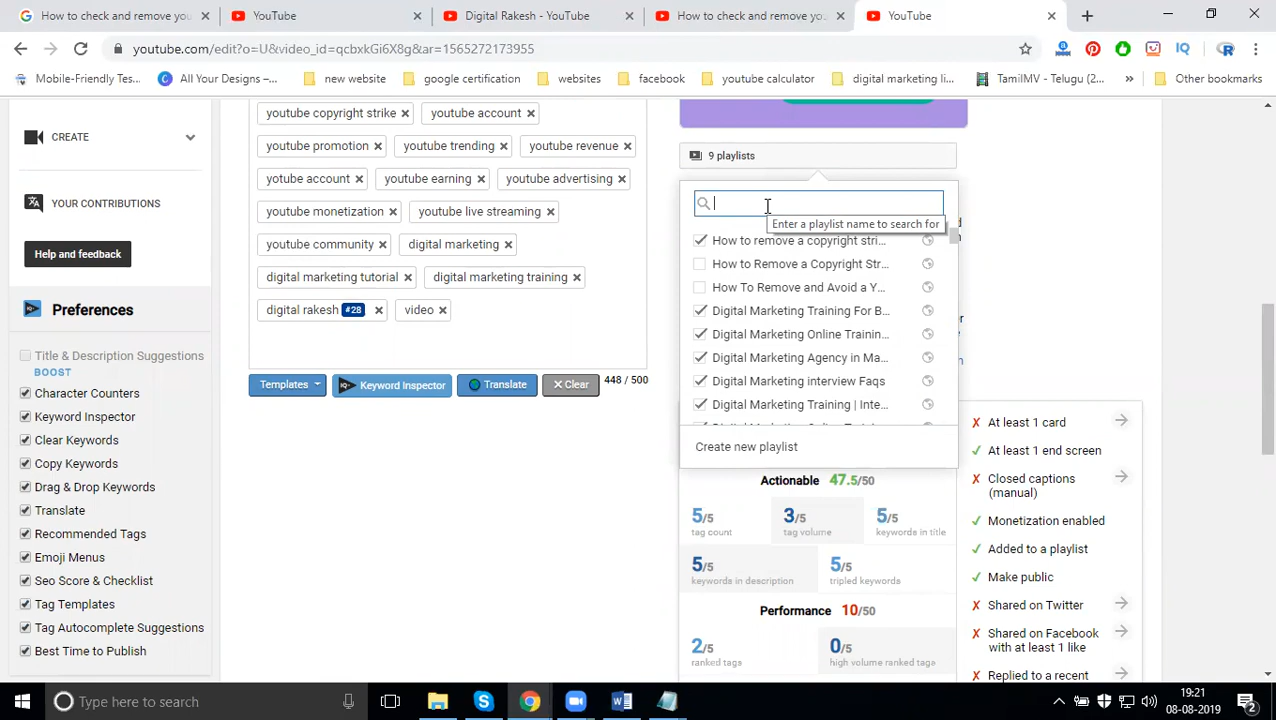 How to check and remove you
YouTube
Digital Rakesh - YouTube
How to check and remove yo
YouTube
youtube.com/edit?o=U&video_id=qcbxkGi6X8g&ar=1565272173955
Mobile-Friendly Tes...
All Your Designs –...
new website
google certification
websites
facebook
youtube calculator
digital marketing li...
TamilMV - Telugu (2...
»
Other bookmarks
CREATE
YOUR CONTRIBUTIONS
Help and feedback
Preferences
Title & Description Suggestions
BOOST
Character Counters
Keyword Inspector
Clear Keywords
Copy Keywords
Drag & Drop Keywords
Translate
Recommended Tags
Emoji Menus
Seo Score & Checklist
Tag Templates
Tag Autocomplete Suggestions
Best Time to Publish
youtube copyright strike × youtube account ×
youtube promotion × youtube trending × youtube revenue ×
yotube account × youtube earning × youtube advertising ×
youtube monetization × youtube live streaming ×
youtube community × digital marketing ×
digital marketing tutorial × digital marketing training ×
digital rakesh #28 × video ×
Templates
IQ+ Keyword Inspector
Translate
Clear
448 / 500
9 playlists
Enter a playlist name to search for
How to remove a copyright stri...
How to Remove a Copyright Str...
How To Remove and Avoid a Y...
Digital Marketing Training For B...
Digital Marketing Online Trainin...
Digital Marketing Agency in Ma...
Digital Marketing interview Faqs
Digital Marketing Training | Inte...
Create new playlist
Actionable 47.5/50
5/5 3/5 5/5
tag count tag volume keywords in title
5/5 5/5
keywords in description tripled keywords
Performance 10/50
2/5 0/5
ranked tags high volume ranked tags
At least 1 card
At least 1 end screen
Closed captions
(manual)
Monetization enabled
Added to a playlist
Make public
Shared on Twitter
Shared on Facebook
with at least 1 like
Replied to a recent
Type here to search
19:21
08-08-2019
2